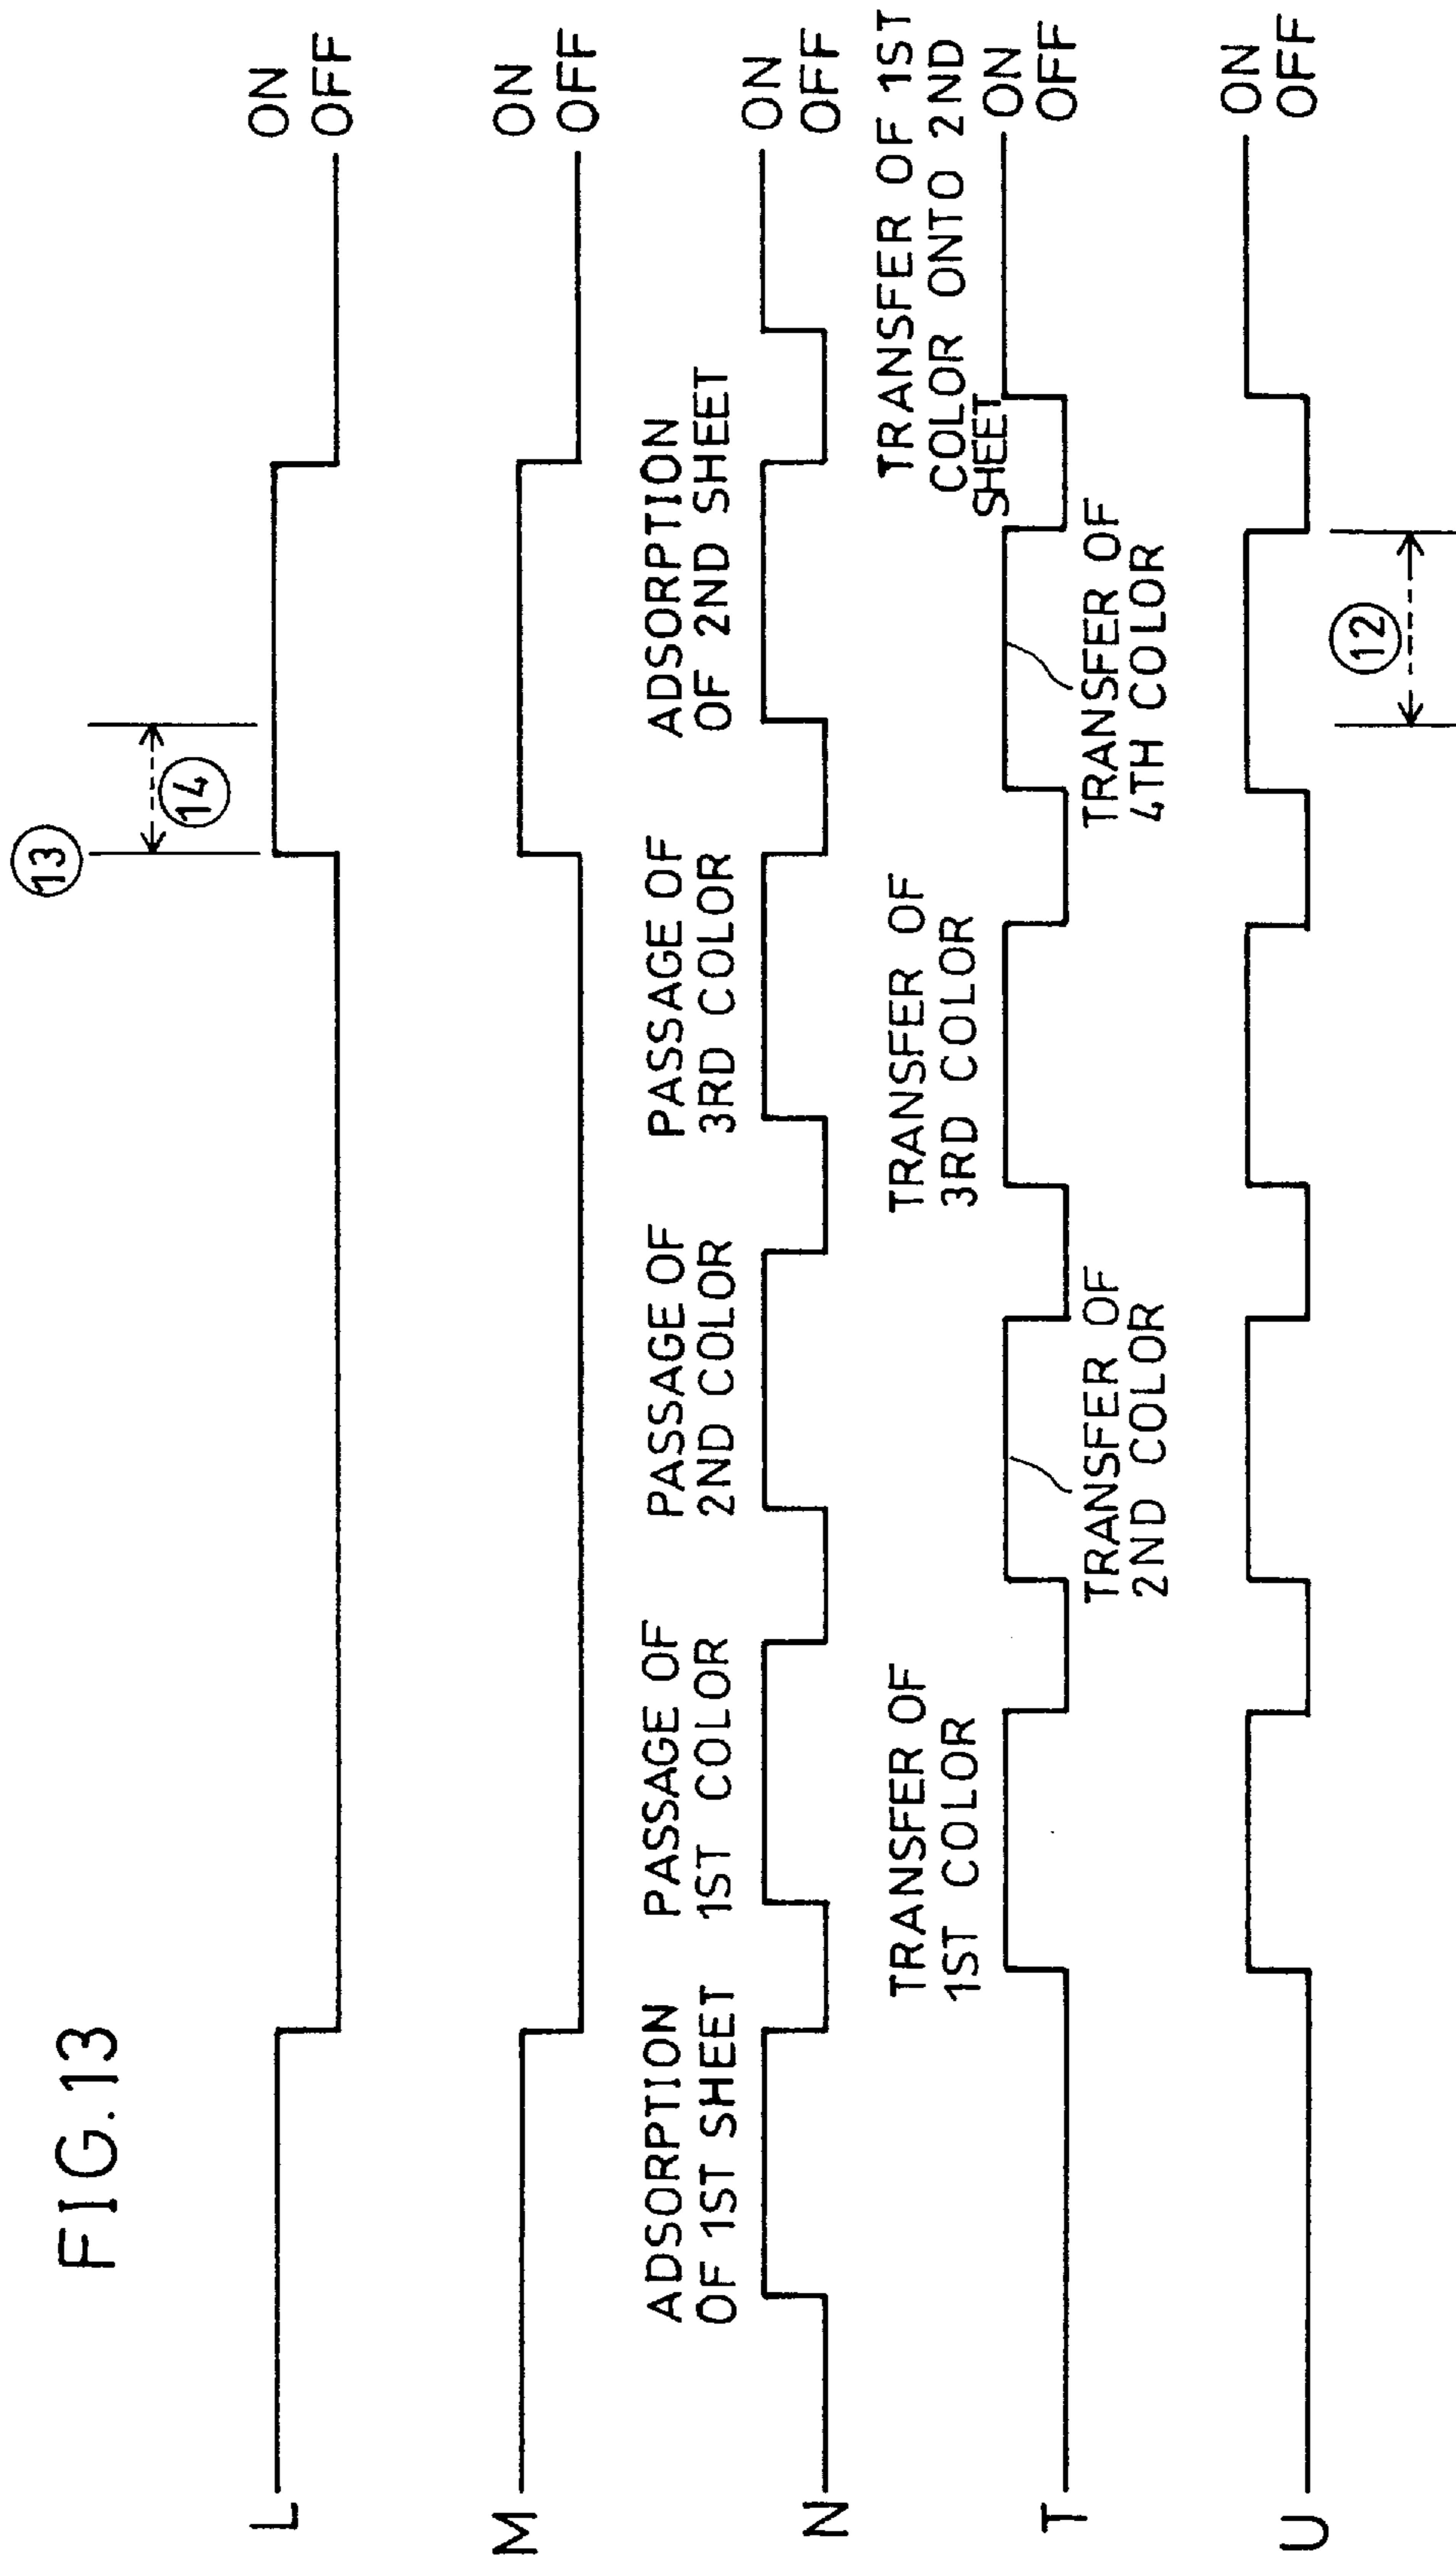 FIG.13
13
14
L
ON
OFF
M
ON
OFF
ADSORPTION
OF 1ST SHEET
PASSAGE OF
1ST COLOR
PASSAGE OF
2ND COLOR
PASSAGE OF
3RD COLOR
ADSORPTION
OF 2ND SHEET
N
ON
OFF
TRANSFER OF
1ST COLOR
TRANSFER OF
3RD COLOR
TRANSFER OF 1ST
COLOR ONTO 2ND
SHEET
T
ON
OFF
TRANSFER OF
2ND COLOR
TRANSFER OF
4TH COLOR
U
ON
OFF
12